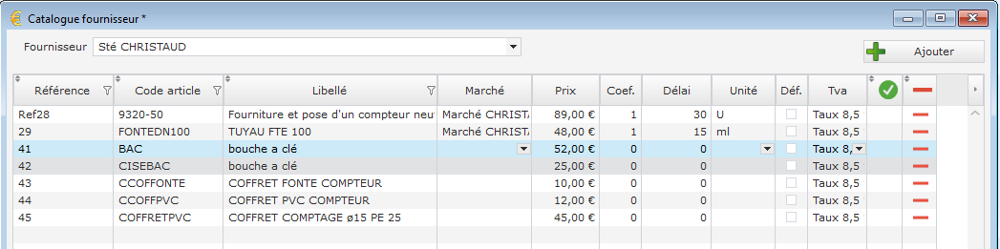 Catalogue fournisseur *
Fournisseur Sté CHRISTAUD
Ajouter
Référence Code article Libellé Marché Prix Coef. Délai Unité Déf. Tva
Ref28 9320-50 Fourniture et pose d'un compteur neu Marché CHRIST 89,00 € 1 30 U Taux 8,5
29 FONTEDN100 TUYAU FTE 100 Marché CHRIST 48,00 € 1 15 ml Taux 8,5
41 BAC bouche a clé 52,00 € 0 0 Taux 8,
42 CISEBAC bouche a clé 25,00 € 0 0 Taux 8,5
43 CCOFFONTE COFFRET FONTE COMPTEUR 10,00 € 0 0 Taux 8,5
44 CCOFFPVC COFFRET PVC COMPTEUR 12,00 € 0 0 Taux 8,5
45 COFFRETPVC COFFRET COMPTAGE ø15 PE 25 45,00 € 0 0 Taux 8,5